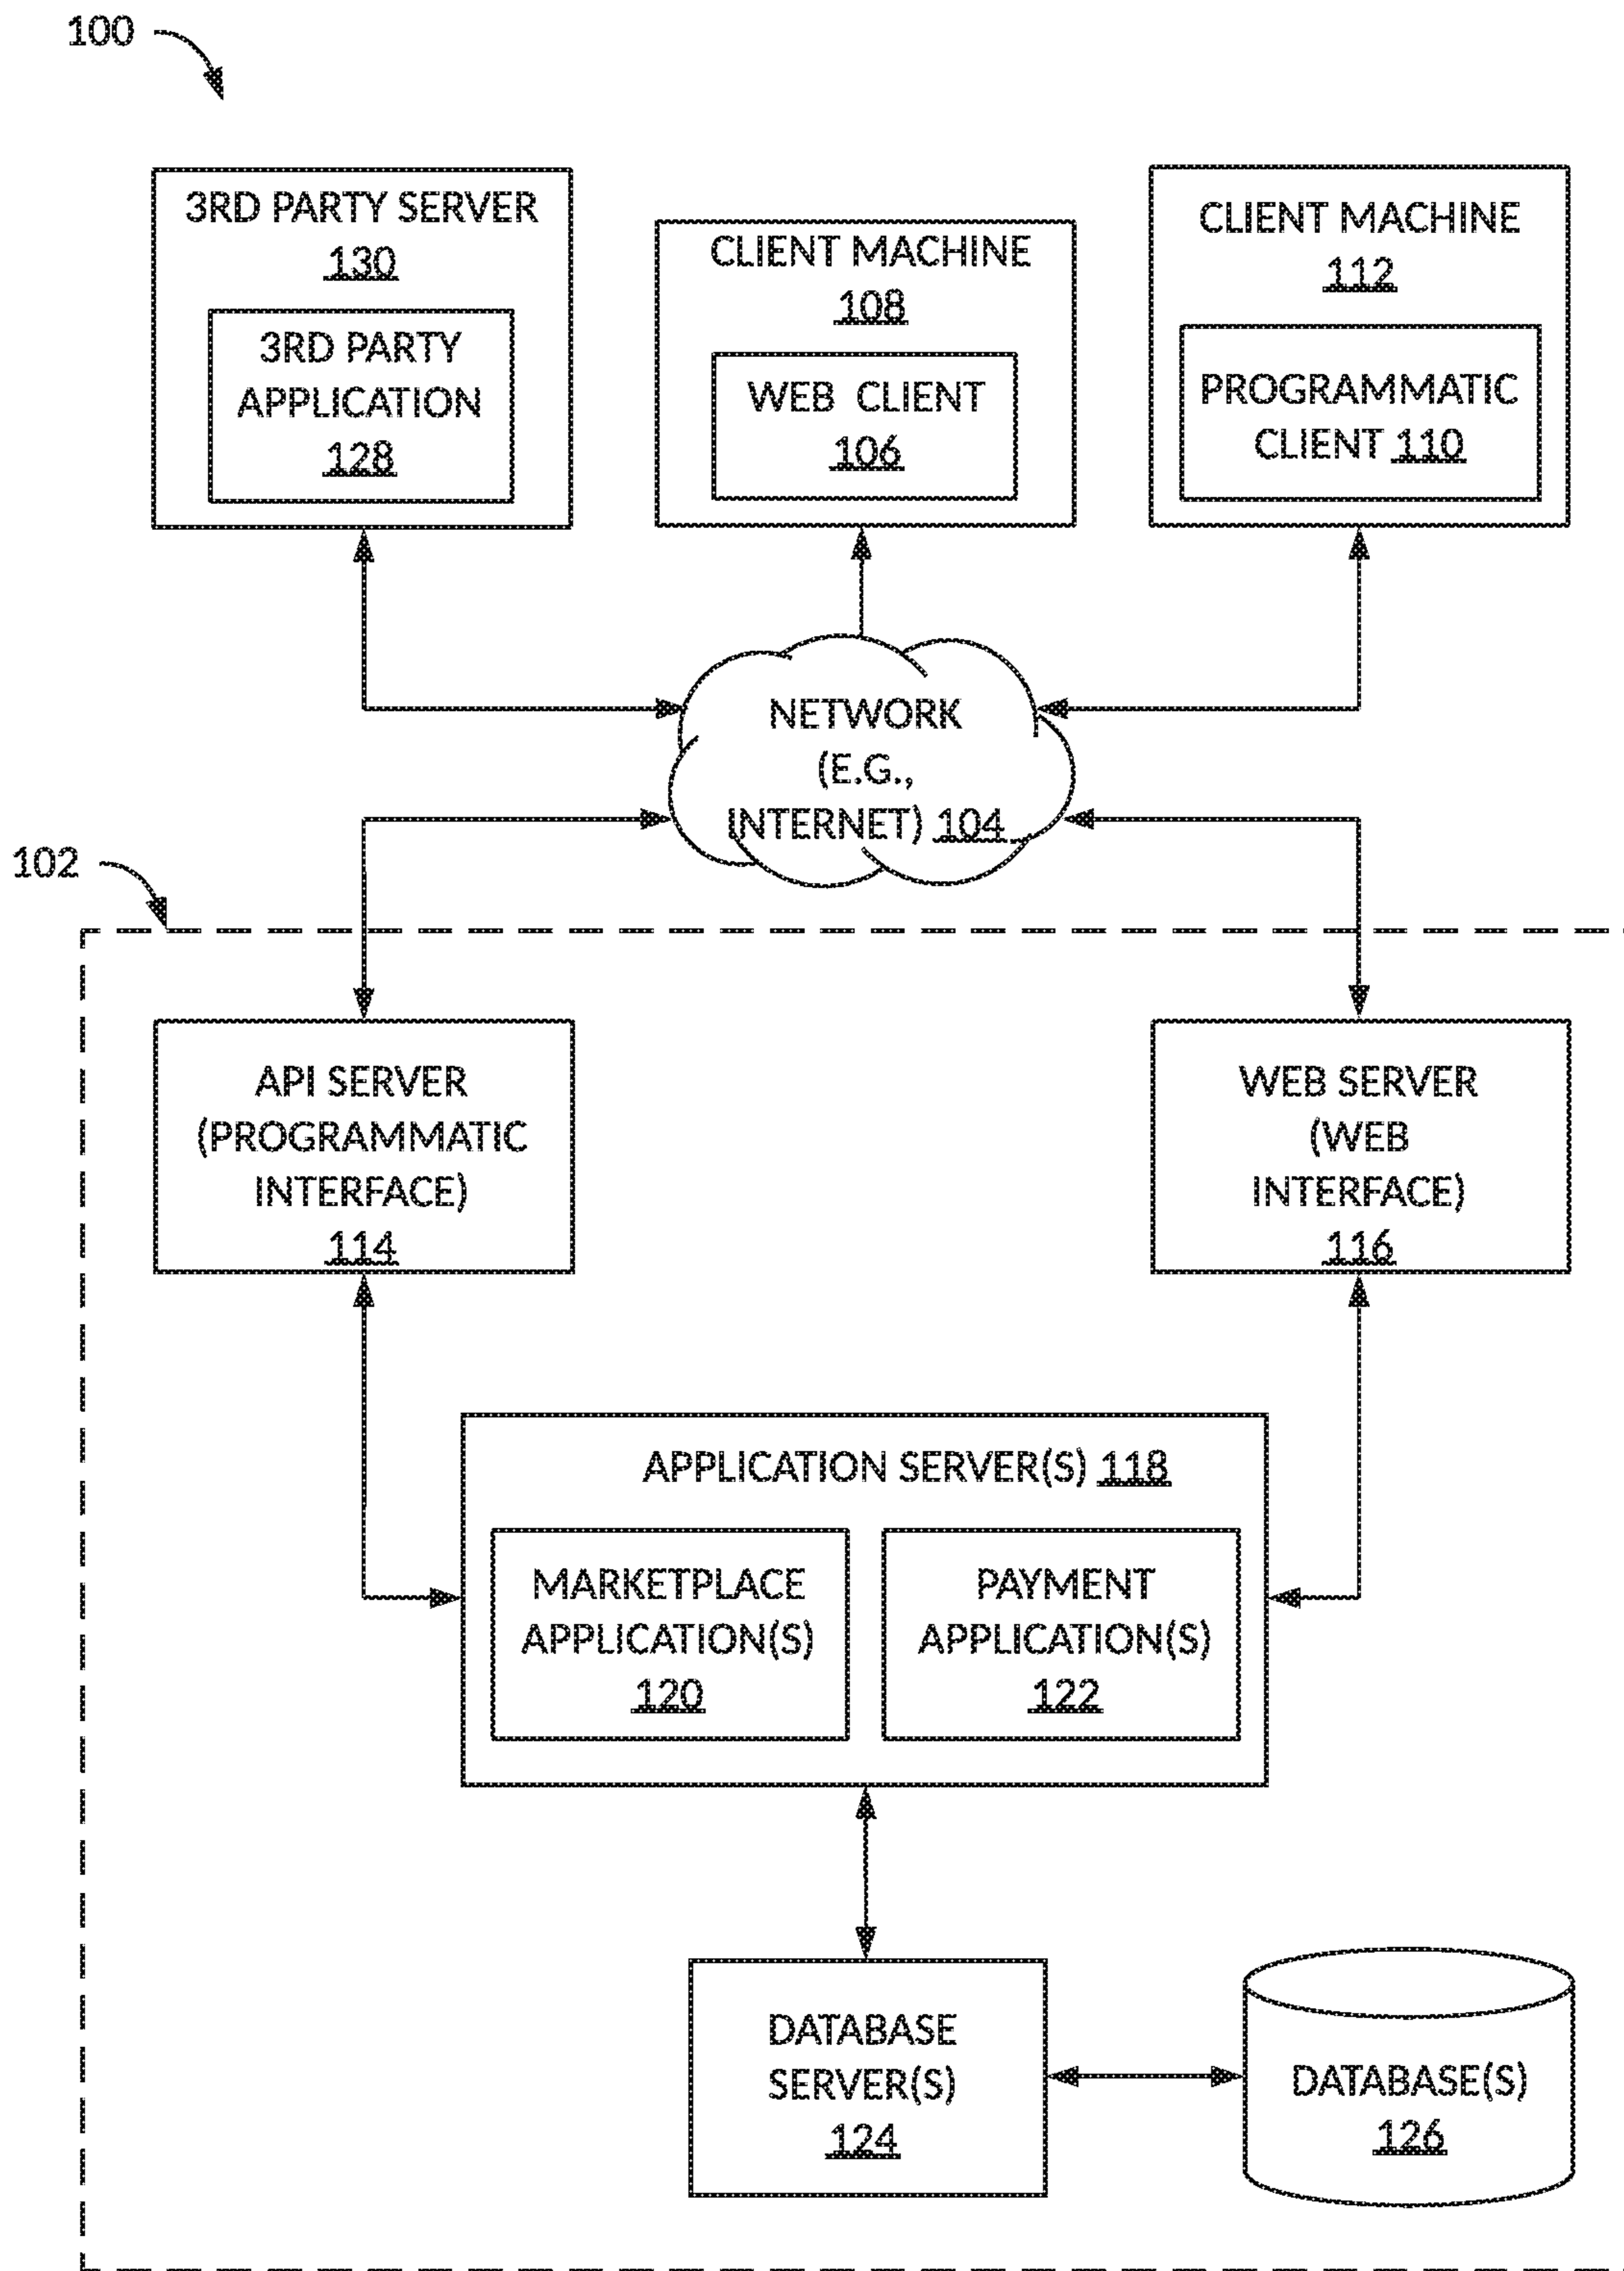 100
3RD PARTY SERVER
130
3RD PARTY
APPLICATION
128
CLIENT MACHINE
108
WEB CLIENT
106
CLIENT MACHINE
112
PROGRAMMATIC
CLIENT 110
NETWORK
(E.G.,
INTERNET) 104
102
API SERVER
(PROGRAMMATIC
INTERFACE)
114
WEB SERVER
(WEB
INTERFACE)
116
APPLICATION SERVER(S) 118
MARKETPLACE
APPLICATION(S)
120
PAYMENT
APPLICATION(S)
122
DATABASE
SERVER(S)
124
DATABASE(S)
126